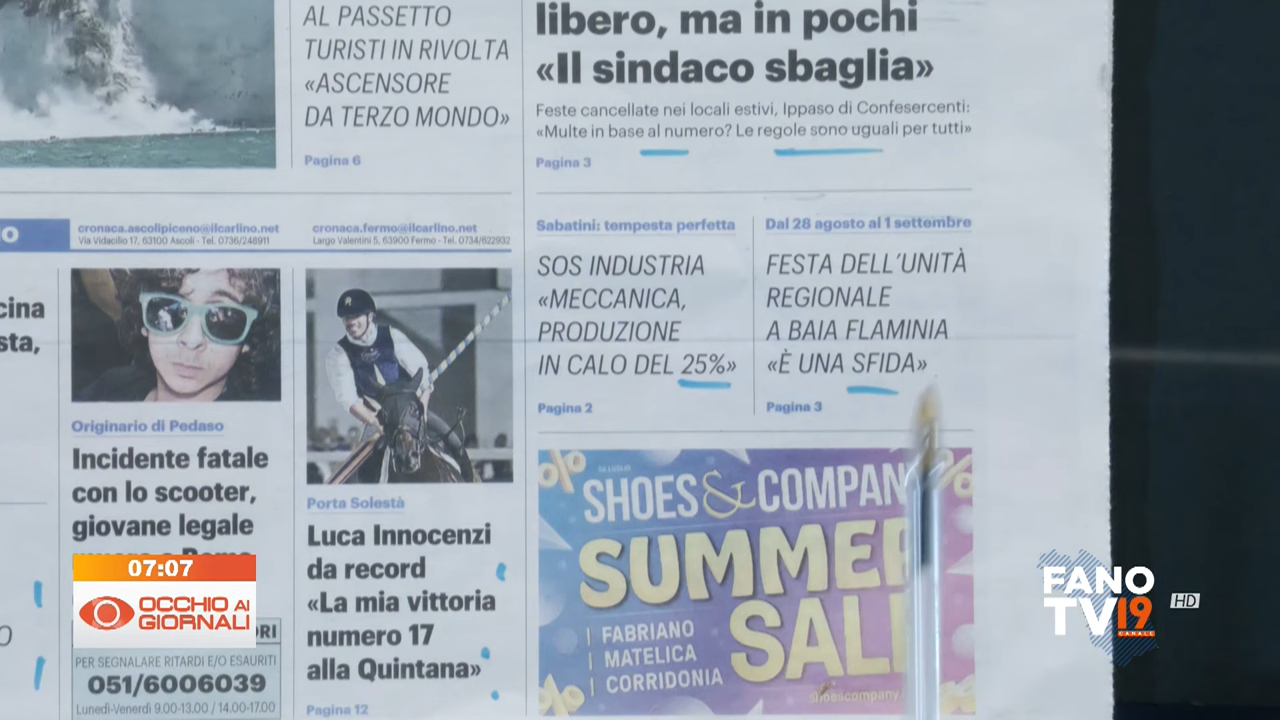 AL PASSETTO
TURISTI IN RIVOLTA
«ASCENSORE
DA TERZO MONDO»
Pagina 6
libero, ma in pochi
«Il sindaco sbaglia»
Feste cancellate nei locali estivi, Ippaso di Confesercenti:
«Multe in base al numero? Le regole sono uguali per tutti»
Pagina 3
cronaca.ascolipiceno@ilcarlino.net
Via Vidacilio 17, 63100 Ascoli - Tel. 0736/248911
cronaca.fermo@ilcarlino.net
Largo Valentini 5, 63900 Fermo - Tel. 0734/622932
Originario di Pedaso
Incidente fatale
con lo scooter,
giovane legale
Porta Solestà
Luca Innocenzi
da record
«La mia vittoria
numero 17
alla Quintana»
Pagina 12
Sabatini: tempesta perfetta
SOS INDUSTRIA
«MECCANICA,
PRODUZIONE
IN CALO DEL 25%»
Pagina 2
Dal 28 agosto al 1 settembre
FESTA DELL'UNITÀ
REGIONALE
A BAIA FLAMINIA
«È UNA SFIDA»
Pagina 3
SHOES & COMPAN
SUMMER
SAL
FABRIANO
MATELICA
CORRIDONIA
shoescompany
07:07
OCCHIO AI
GIORNALI
PER SEGNALARE RITARDI E/O ESAURITI
051/6006039
Lunedì-Venerdì 9.00-13.00 / 14.00-17.00
FANO
TV 19
CANALE
HD